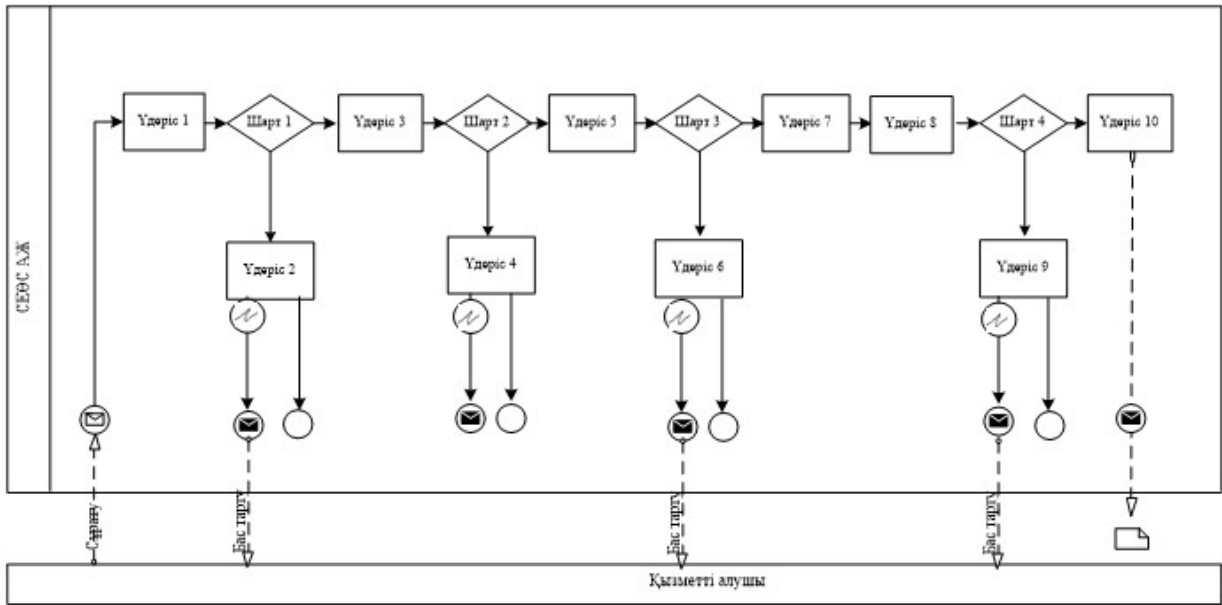 Үдеріс 1
Шарт 1
Үдеріс 3
Шарт 2
Үдеріс 5
Шарт 3
Үдеріс 7
Үдеріс 8
Шарт 4
Үдеріс 10
Үдеріс 2
Үдеріс 4
Үдеріс 6
Үдеріс 9
СЕӨС АЖ
Сұрату
Бас тарту
Бас тарту
Бас тарту
Қызметті алушы